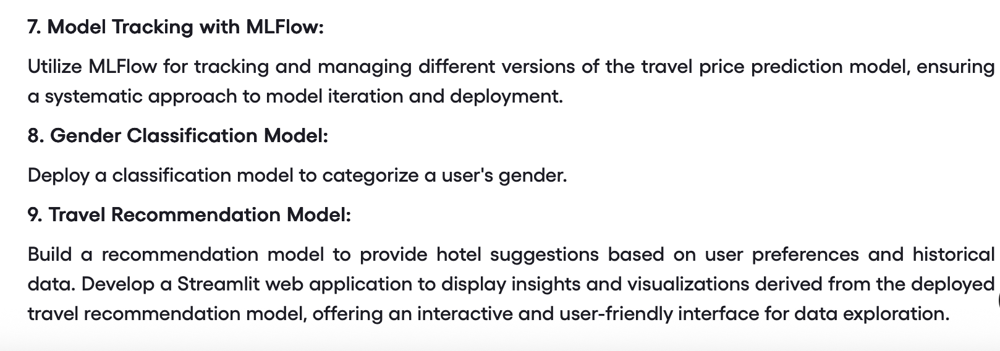 7. Model Tracking with MLFlow:
Utilize MLFlow for tracking and managing different versions of the travel price prediction model, ensuring
a systematic approach to model iteration and deployment.
8. Gender Classification Model:
Deploy a classification model to categorize a user's gender.
9. Travel Recommendation Model:
Build a recommendation model to provide hotel suggestions based on user preferences and historical
data. Develop a Streamlit web application to display insights and visualizations derived from the deployed
travel recommendation model, offering an interactive and user-friendly interface for data exploration.